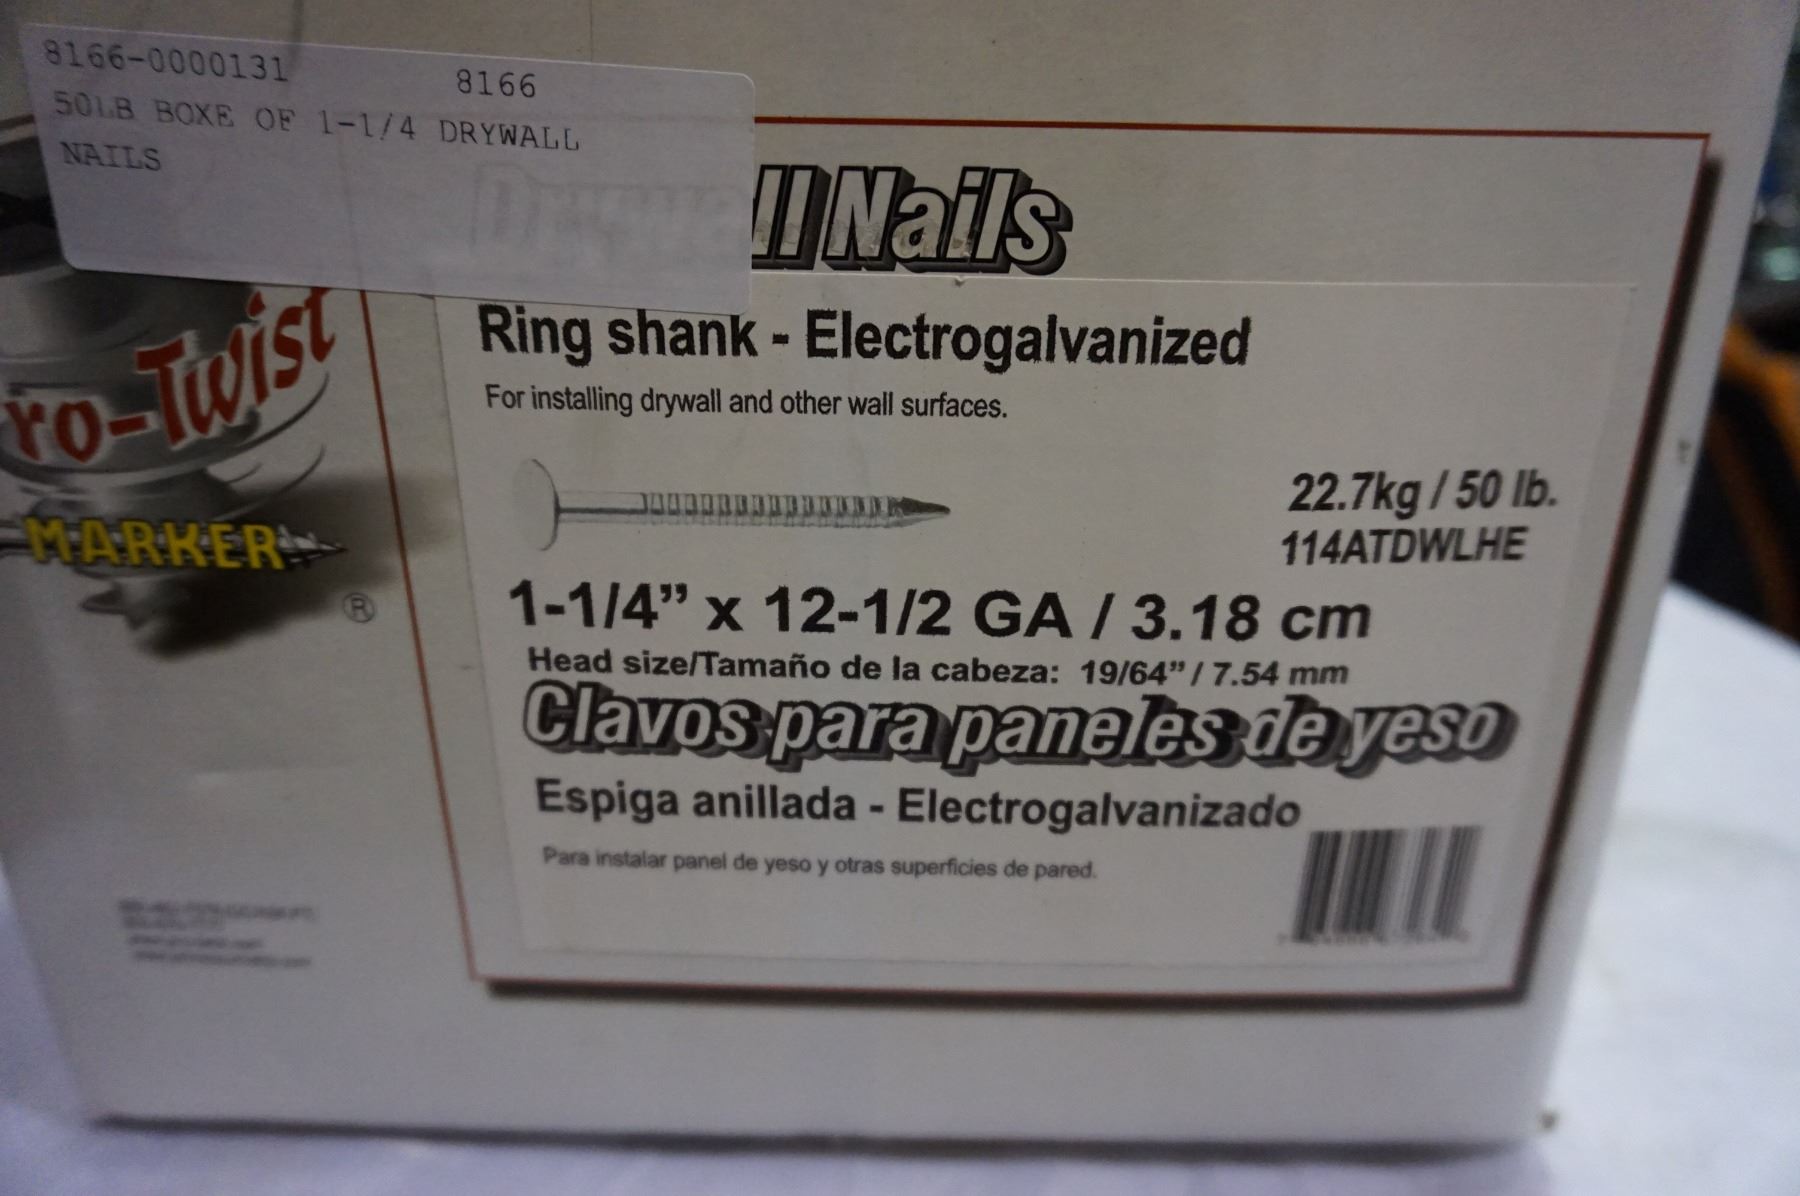 8166-0000131 8166
50LB BOXE OF 1-1/4 DRYWALL
NAILS
Drywall Nails
Ring shank - Electrogalvanized
For installing drywall and other wall surfaces.
ro-Twist
MARKER
®
22.7kg / 50 lb.
114ATDWLHE
1-1/4” x 12-1/2 GA / 3.18 cm
Head size/Tamaño de la cabeza: 19/64” / 7.54 mm
Clavos para paneles de yeso
Espiga anillada - Electrogalvanizado
Para instalar panel de yeso y otras superficies de pared.